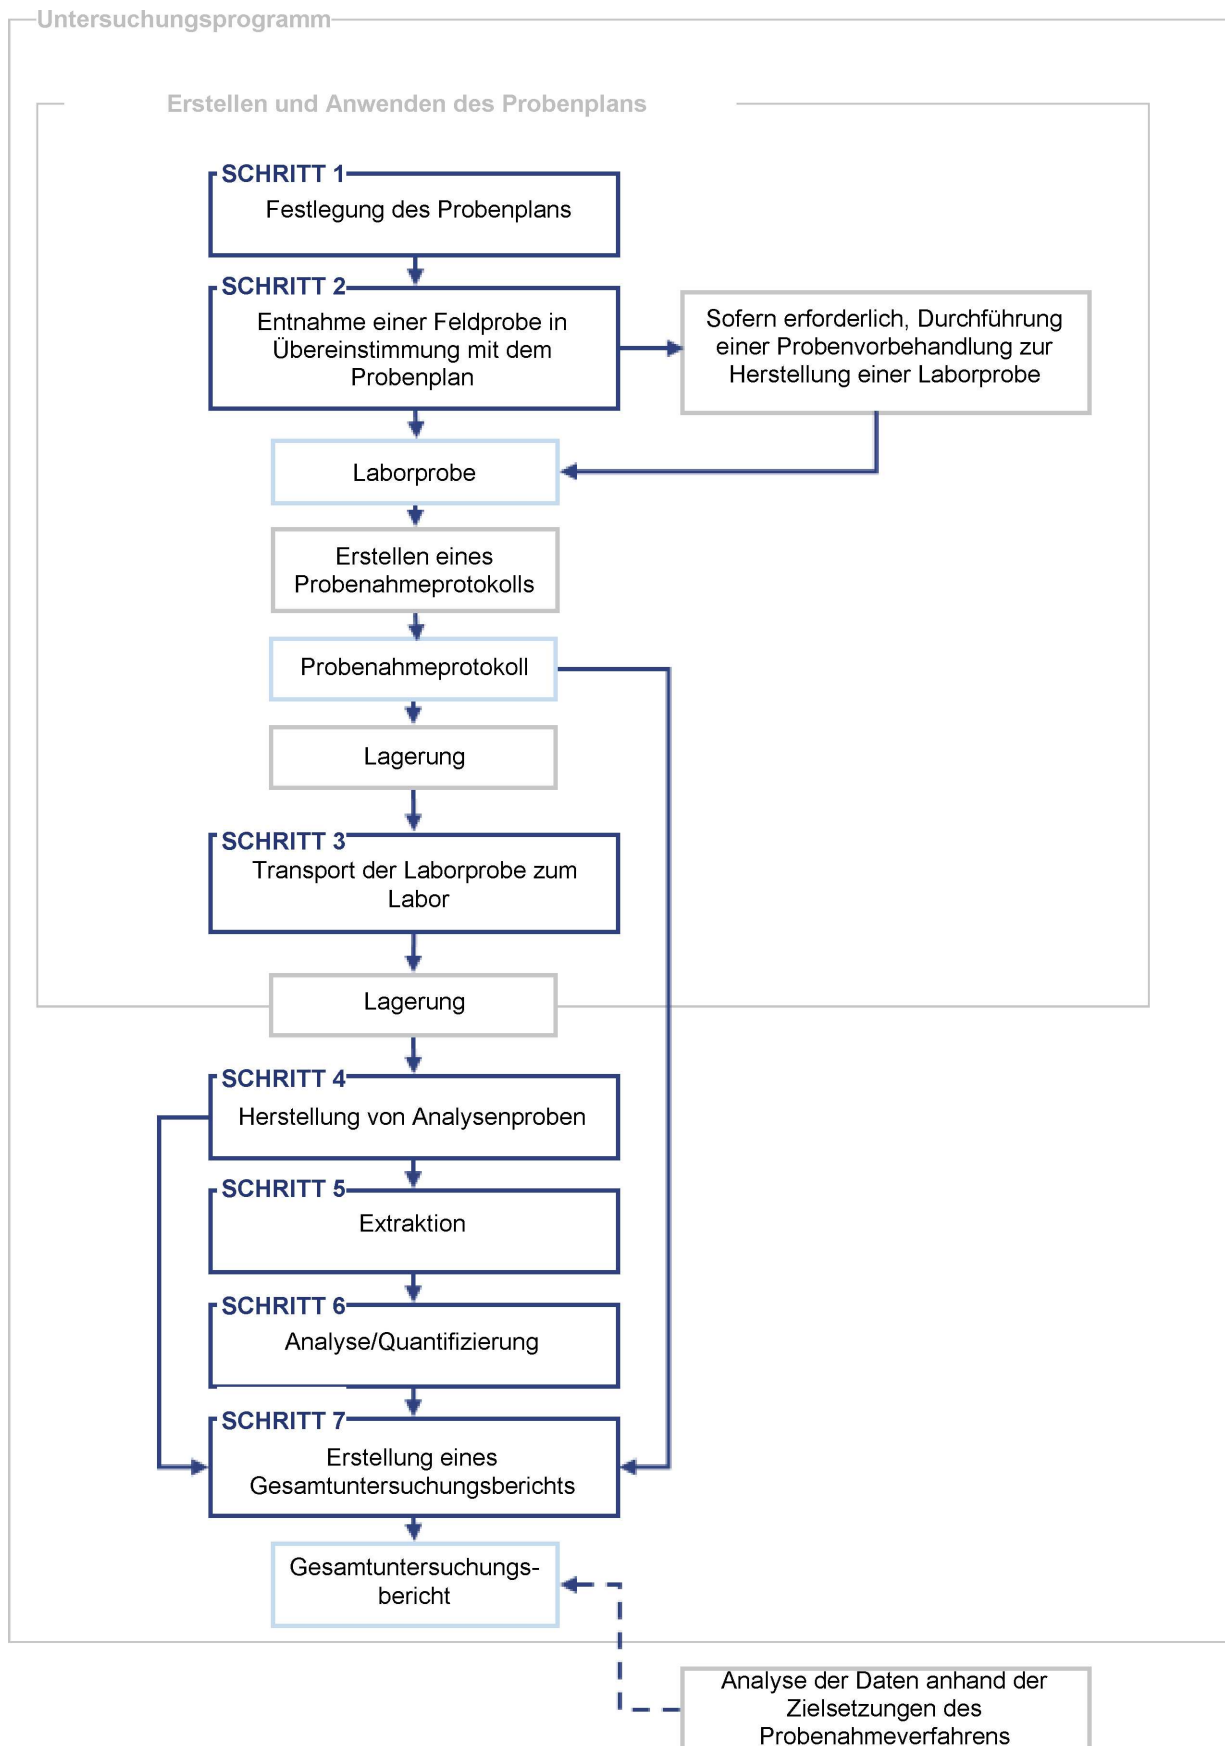 Untersuchungsprogramm
Erstellen und Anwenden des Probenplans
SCHRITT 1
Festlegung des Probenplans
SCHRITT 2
Entnahme einer Feldprobe in
Übereinstimmung mit dem
Probenplan
Sofern erforderlich, Durchführung
einer Probenvorbehandlung zur
Herstellung einer Laborprobe
Laborprobe
Erstellen eines
Probenahmeprotokolls
Probenahmeprotokoll
Lagerung
SCHRITT 3
Transport der Laborprobe zum
Labor
Lagerung
SCHRITT 4
Herstellung von Analysenproben
SCHRITT 5
Extraktion
SCHRITT 6
Analyse/Quantifizierung
SCHRITT 7
Erstellung eines
Gesamtuntersuchungsberichts
Gesamtuntersuchungs-
bericht
Analyse der Daten anhand der
Zielsetzungen des
Probenahmeverfahrens